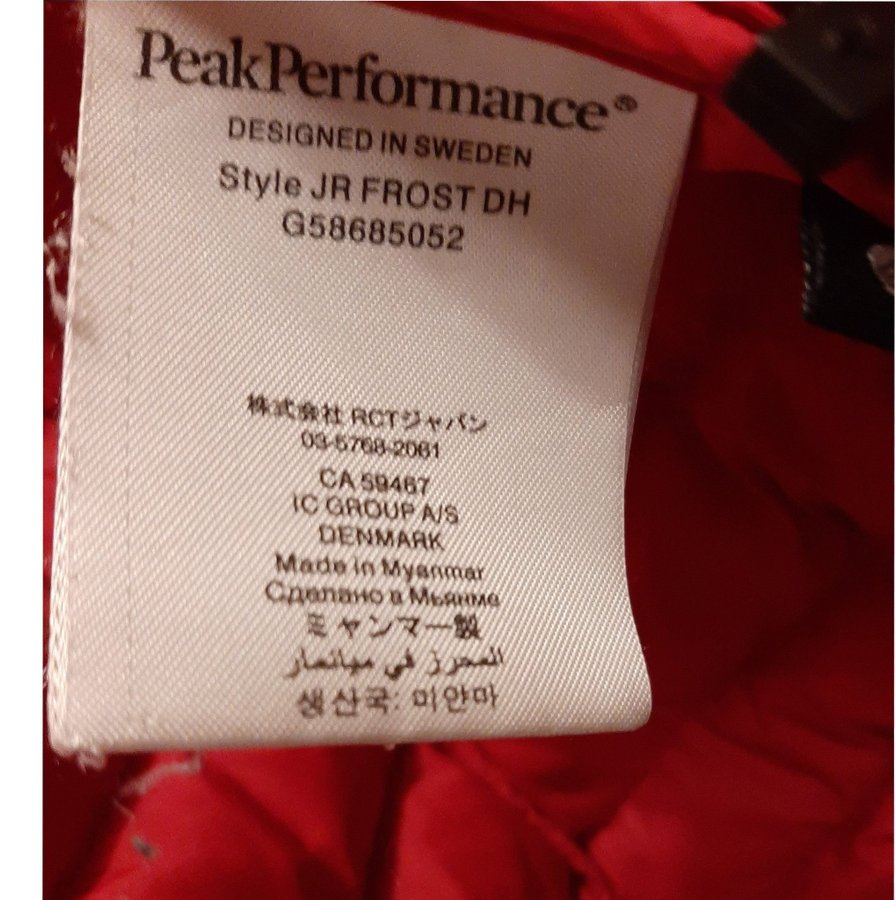 PeakPerformance®
DESIGNED IN SWEDEN
Style JR FROST DH
G58685052
株式会社 RCTジャパン
03-5768-2061
CA 59467
IC GROUP A/S
DENMARK
Made in Myanmar
Сделано в Мьянме
ミャンマー製
المحرز في ميانمار
생산국: 미얀마